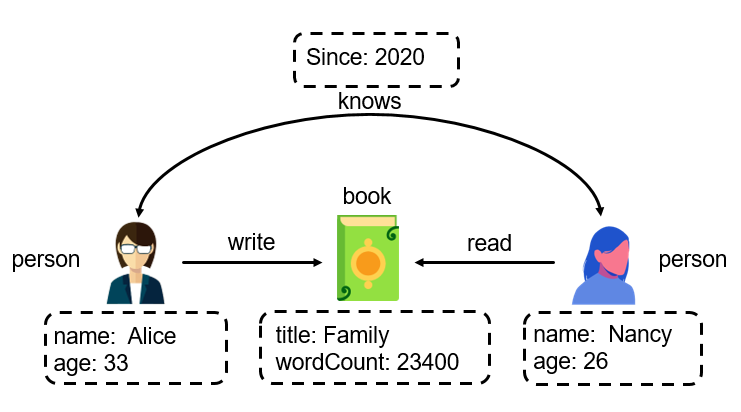 Since: 2020
knows
book
write
read
person
person
name:  Alice
age: 33
title: Family
wordCount: 23400
name:  Nancy
age: 26